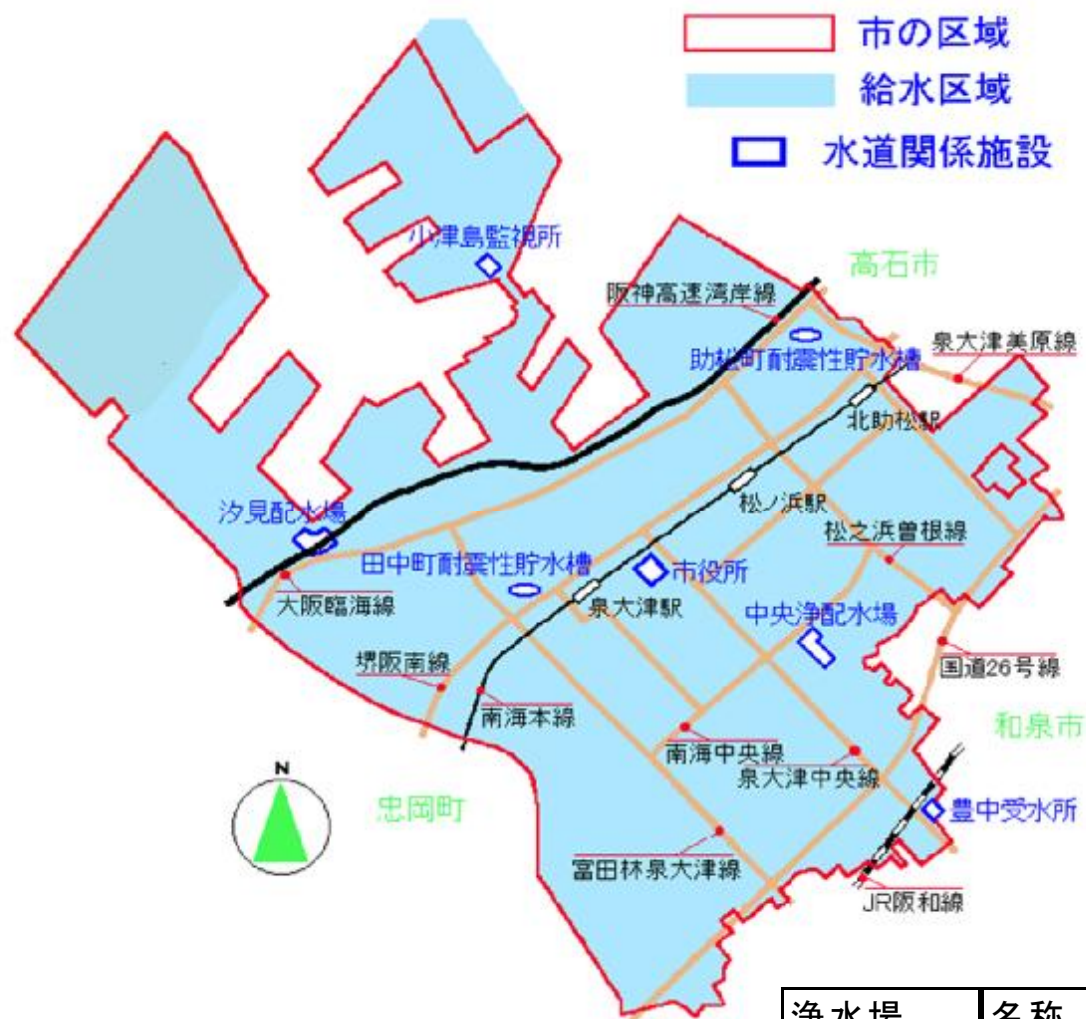 市の区域
給水区域
水道関係施設
小津島監視所
高石市
阪神高速湾岸線
助松町耐震性貯水槽
泉大津美原線
北助松駅
松ノ浜駅
汐見配水場
松之浜曽根線
田中町耐震性貯水槽
市役所
大阪臨海線
泉大津駅
中央浄配水場
堺阪南線
国道26号線
南海本線
和泉市
南海中央線
泉大津中央線
N
忠岡町
豊中受水所
富田林泉大津線
JR阪和線
浄水場
名称